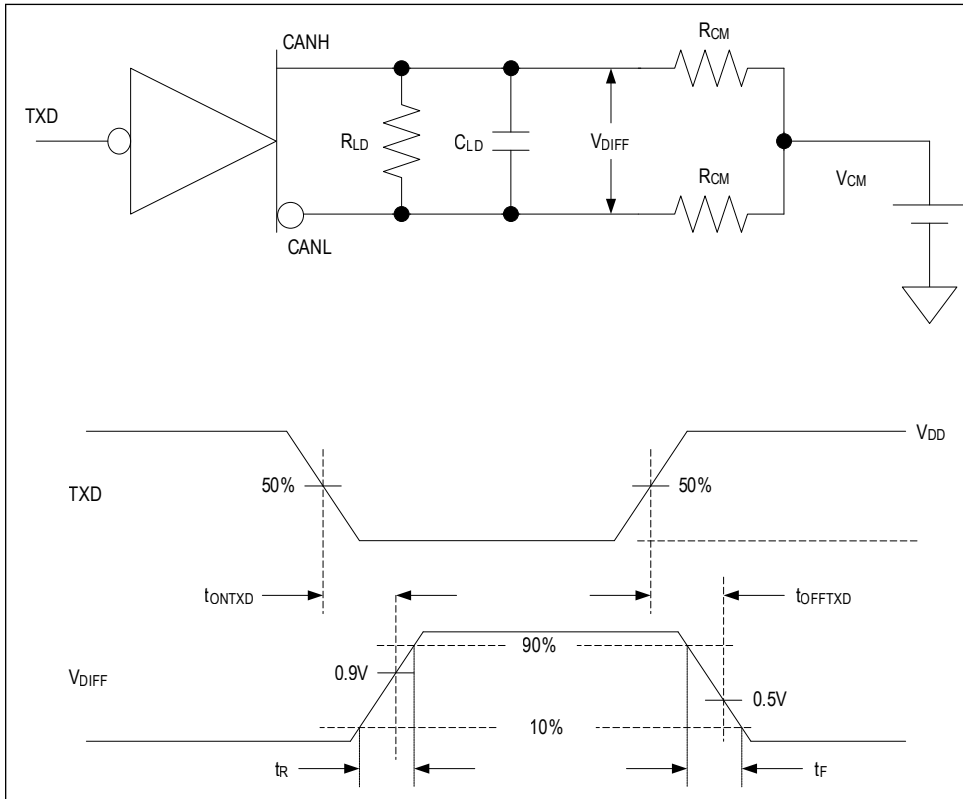 CANH
RCM
TXD
RLD
CLD
VDIFF
RCM
VCM
CANL
VDD
TXD
50%
50%
tONTXD
tOFFTXD
VDIFF
0.9V
90%
0.5V
10%
tR
tF